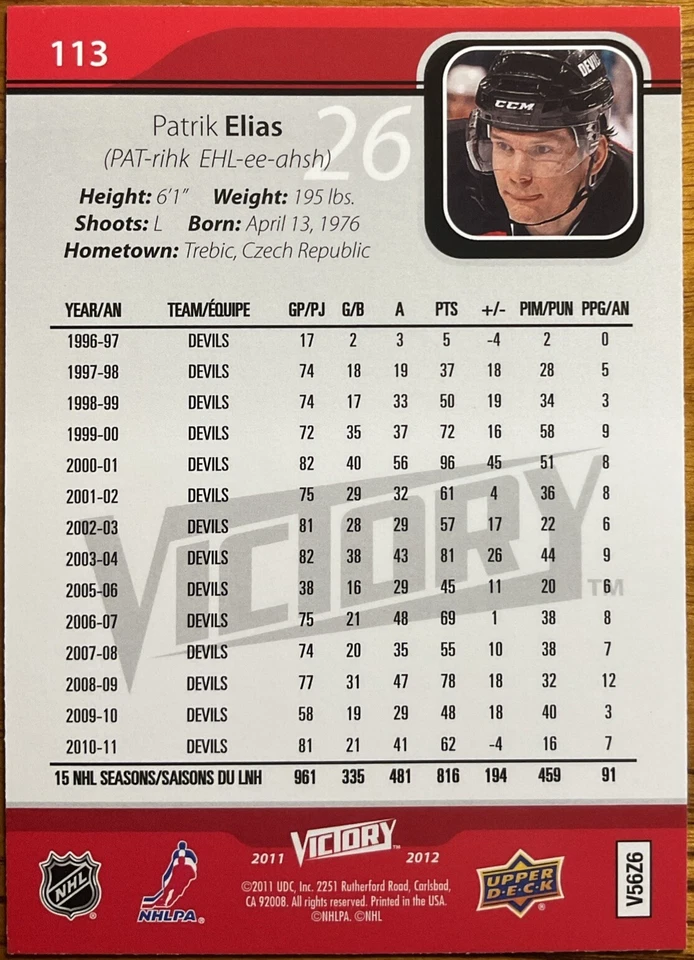 113
26
CCM
DEVILS
Patrik Elias
(PAT-rihk EHL-ee-ahsh)
Height: 6'1" Weight: 195 lbs.
Shoots: L Born: April 13, 1976
Hometown: Trebic, Czech Republic
YEAR/AN TEAM/ÉQUIPE GP/PJ G/B A PTS +/- PIM/PUN PPG/AN
1996-97 DEVILS 17 2 3 5 -4 2 0
1997-98 DEVILS 74 18 19 37 18 28 5
1998-99 DEVILS 74 17 33 50 19 34 3
1999-00 DEVILS 72 35 37 72 16 58 9
2000-01 DEVILS 82 40 56 96 45 51 8
2001-02 DEVILS 75 29 32 61 4 36 8
2002-03 DEVILS 81 28 29 57 17 22 6
2003-04 DEVILS 82 38 43 81 26 44 9
2005-06 DEVILS 38 16 29 45 11 20 6
2006-07 DEVILS 75 21 48 69 1 38 8
2007-08 DEVILS 74 20 35 55 10 38 7
2008-09 DEVILS 77 31 47 78 18 32 12
2009-10 DEVILS 58 19 29 48 18 40 3
2010-11 DEVILS 81 21 41 62 -4 16 7
15 NHL SEASONS/SAISONS DU LNH 961 335 481 816 194 459 91
VICTORY TM
NHL
NHLPA
2011 VICTORY 2012
©2011 UDC, Inc. 2251 Rutherford Road, Carlsbad,
CA 92008. All rights reserved. Printed in the USA.
©NHLPA. ©NHL
UPPER
D·E·C·K
V56Z6